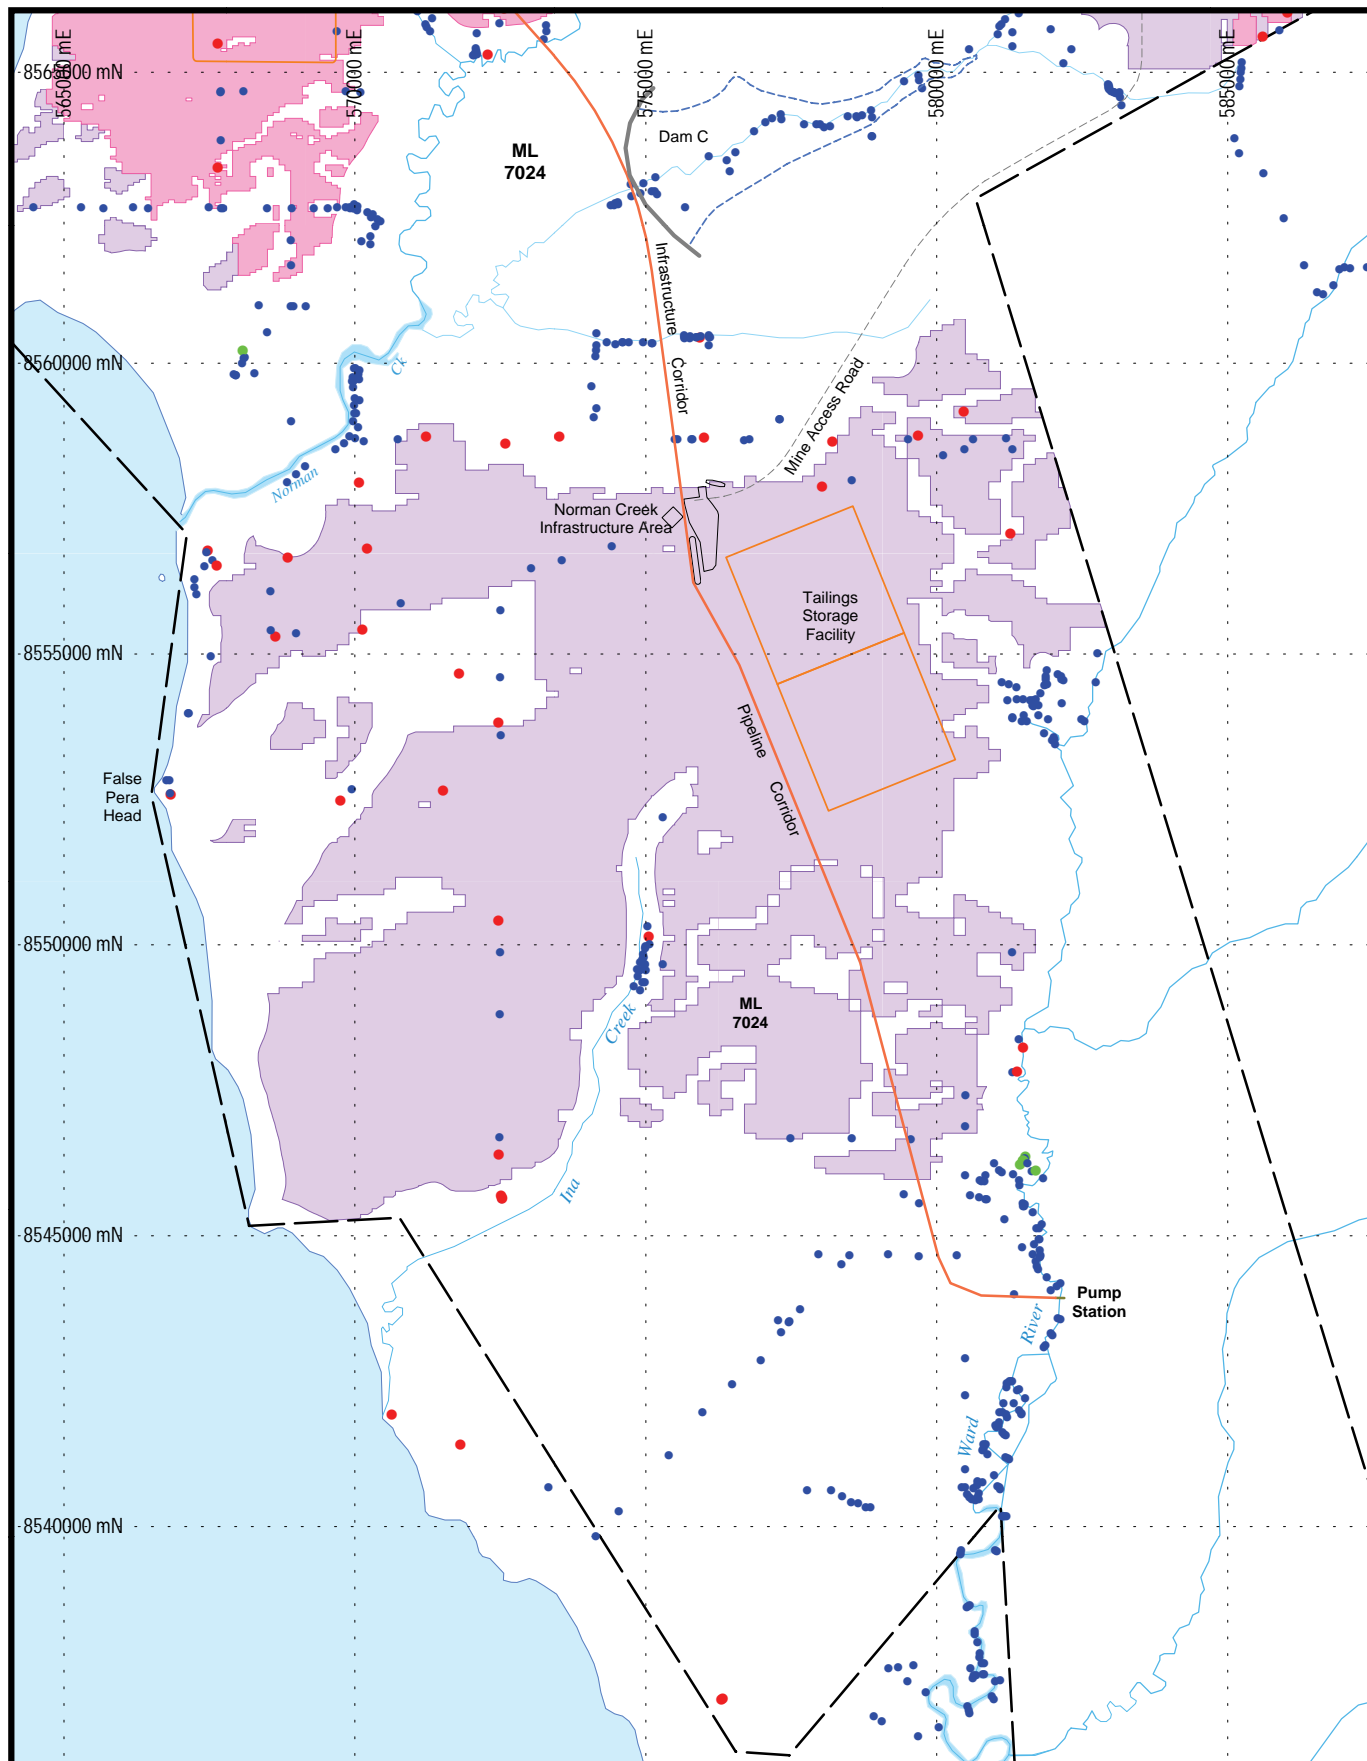 565000 mE
570000 mE
575000 mE
580000 mE
585000 mE
8565000 mN
Dam C
ML
7024
Infrastructure
Corridor
8560000 mN
Ck
Norman
Mine Access Road
Norman Creek
Infrastructure Area
Tailings
Storage
Facility
8555000 mN
Pipeline
Corridor
False
Pera
Head
8550000 mN
ML
7024
Creek
Ina
8545000 mN
Pump
Station
River
Ward
8540000 mN